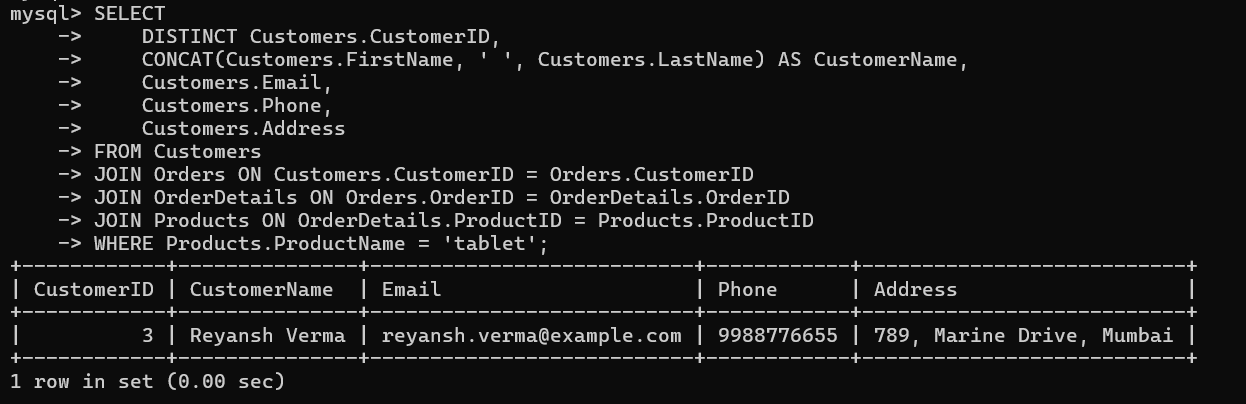 mysql> SELECT
    ->     DISTINCT Customers.CustomerID,
    ->     CONCAT(Customers.FirstName, ' ', Customers.LastName) AS CustomerName,
    ->     Customers.Email,
    ->     Customers.Phone,
    ->     Customers.Address
    -> FROM Customers
    -> JOIN Orders ON Customers.CustomerID = Orders.CustomerID
    -> JOIN OrderDetails ON Orders.OrderID = OrderDetails.OrderID
    -> JOIN Products ON OrderDetails.ProductID = Products.ProductID
    -> WHERE Products.ProductName = 'tablet';
+------------+---------------+---------------------------+------------+---------------------------+
| CustomerID | CustomerName  | Email                     | Phone      | Address                   |
+------------+---------------+---------------------------+------------+---------------------------+
|          3 | Reyansh Verma | reyansh.verma@example.com | 9988776655 | 789, Marine Drive, Mumbai |
+------------+---------------+---------------------------+------------+---------------------------+
1 row in set (0.00 sec)